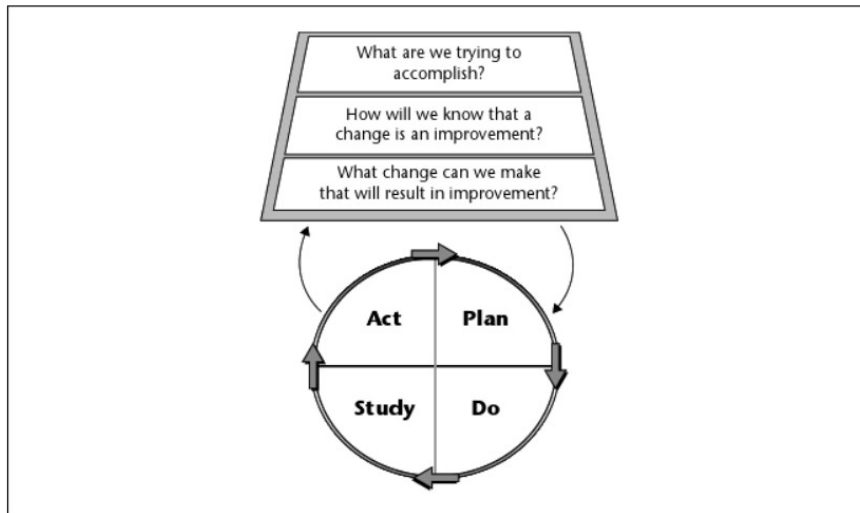 What are we trying to
accomplish?
How will we know that a
change is an improvement?
What change can we make
that will result in improvement?
Act
Plan
Study
Do